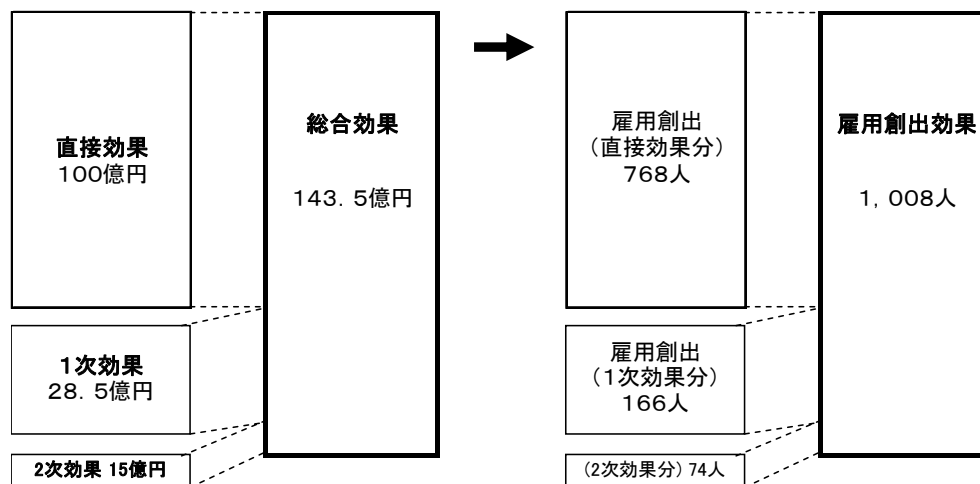 直接効果
100億円
1次効果
28.5億円
2次効果 15億円
総合効果
143.5億円
雇用創出
(直接効果分)
768人
雇用創出
(1次効果分)
166人
(2次効果分) 74人
雇用創出効果
1,008人